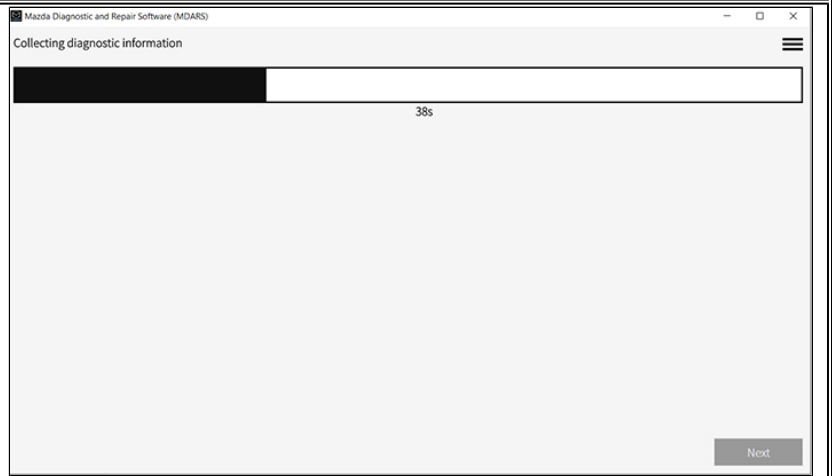 Mazda Diagnostic and Repair Software (MDARS)
Collecting diagnostic information
38s
Next